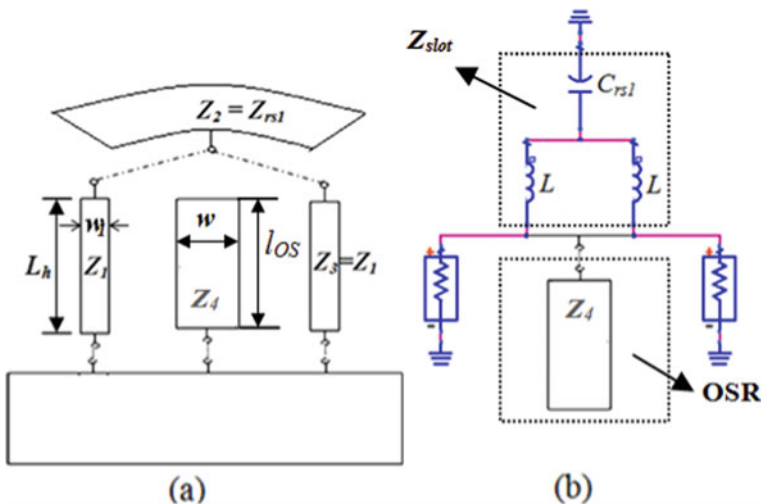 Z2 = Zrs1
w1
Lh
Z1
w
Z4
lOS
Z3=Z1
(a)
Zslot
Crs1
L
L
+
-
+
-
Z4
OSR
(b)